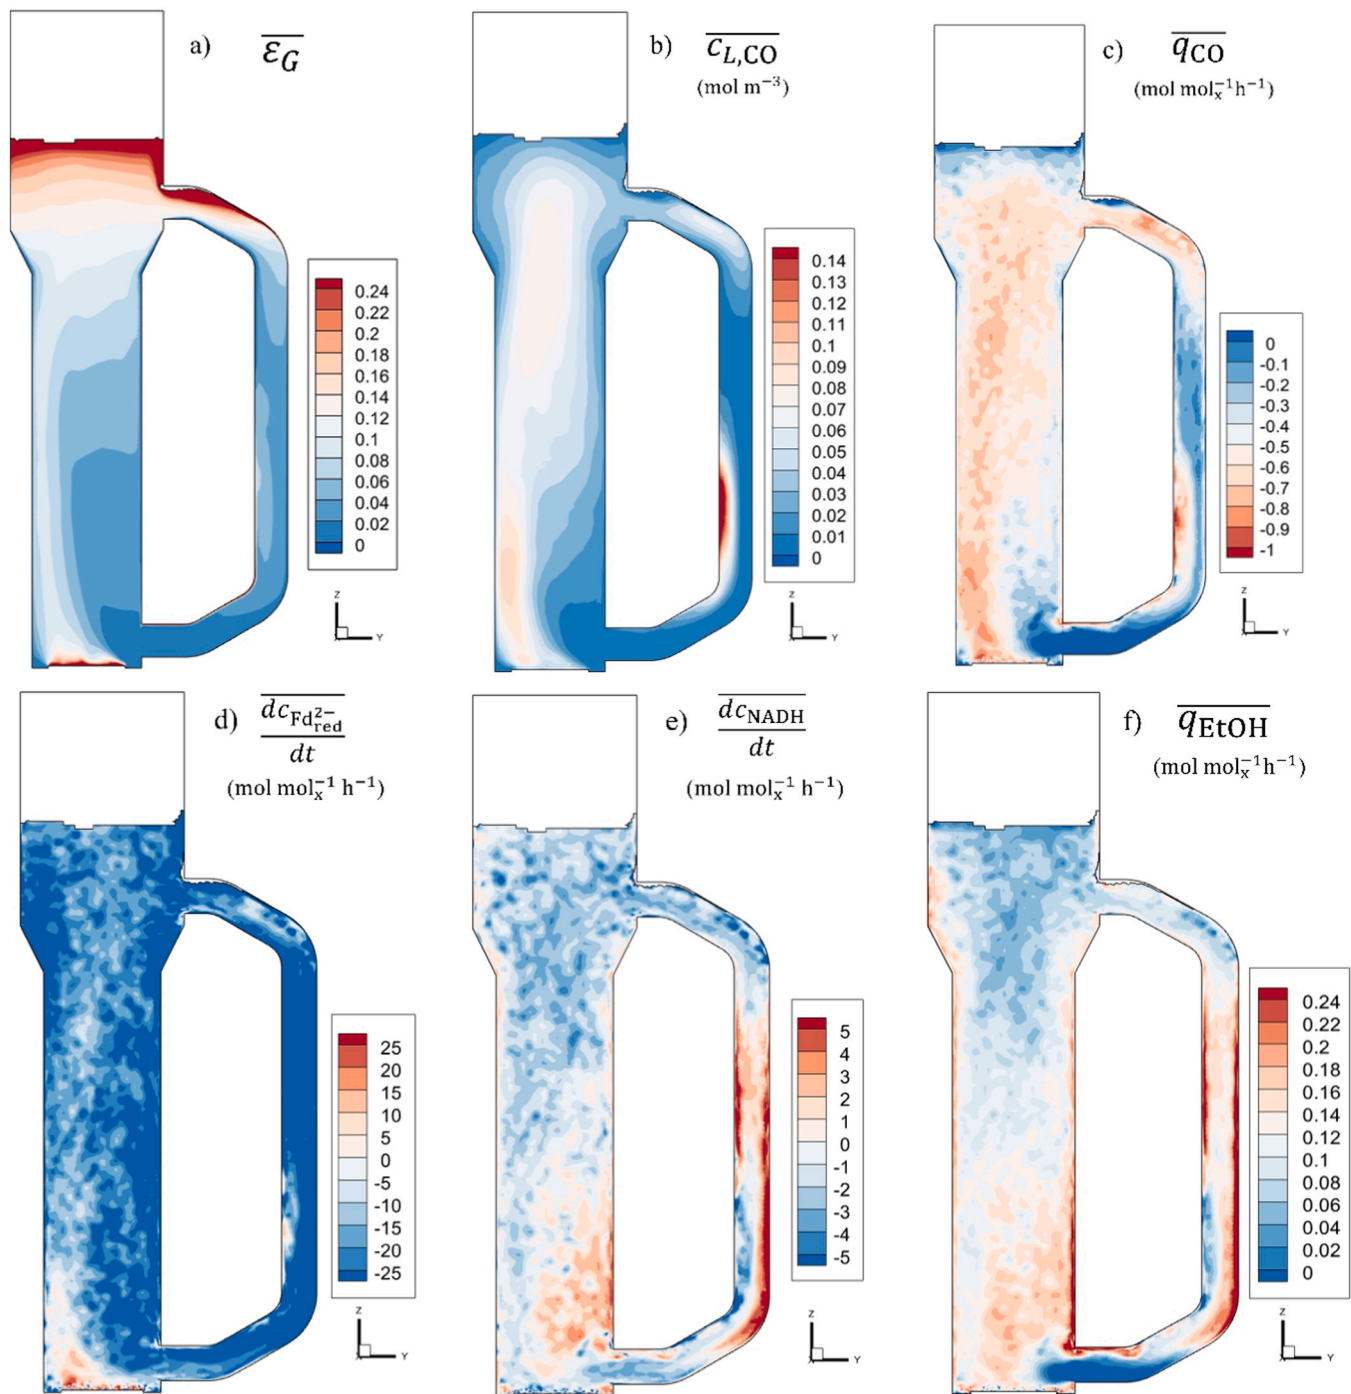 a) ε_G
b) c_L,CO
(mol m⁻³)
c) q_CO
(mol molₓ⁻¹h⁻¹)
0.24
0.22
0.2
0.18
0.16
0.14
0.12
0.1
0.08
0.06
0.04
0.02
0
Z
X
Y
0.14
0.13
0.12
0.11
0.1
0.09
0.08
0.07
0.06
0.05
0.04
0.03
0.02
0.01
0
Z
X
Y
0
-0.1
-0.2
-0.3
-0.4
-0.5
-0.6
-0.7
-0.8
-0.9
-1
Z
X
Y
d) dc_Fd_red²⁻
dt
(mol molₓ⁻¹ h⁻¹)
e) dc_NADH
dt
(mol molₓ⁻¹ h⁻¹)
f) q_EtOH
(mol molₓ⁻¹h⁻¹)
25
20
15
10
5
0
-5
-10
-15
-20
-25
Z
X
Y
5
4
3
2
1
0
-1
-2
-3
-4
-5
Z
X
Y
0.24
0.22
0.2
0.18
0.16
0.14
0.12
0.1
0.08
0.06
0.04
0.02
0
Z
X
Y